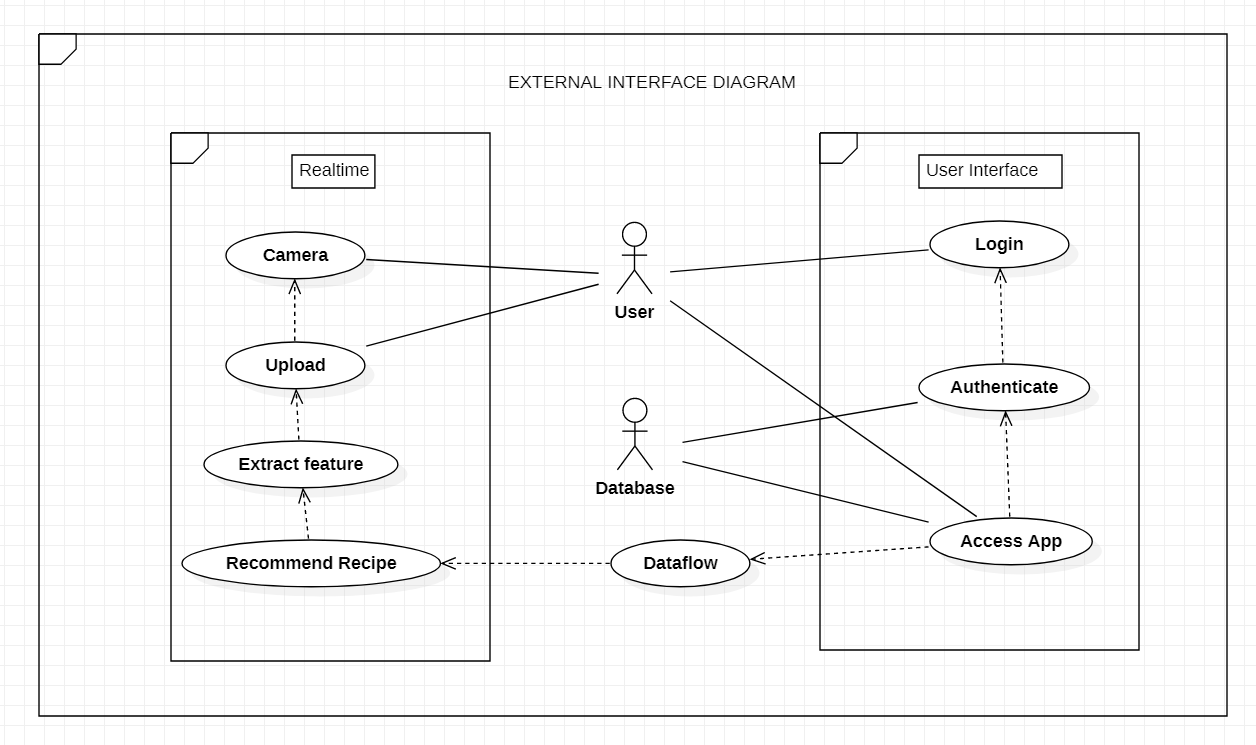 EXTERNAL INTERFACE DIAGRAM
Realtime
Camera
Upload
Extract feature
Recommend Recipe
User
Database
Dataflow
User Interface
Login
Authenticate
Access App